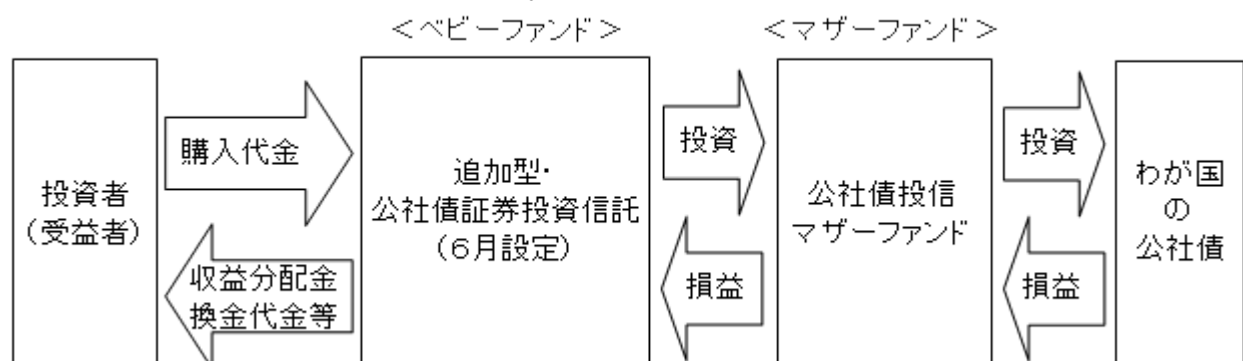 ＜ベビーファンド＞
＜マザーファンド＞
投資者
（受益者）
購入代金
収益分配金
換金代金等
追加型・
公社債証券投資信託
（６月設定）
投資
損益
公社債投信
マザーファンド
投資
損益
わが国
の
公社債